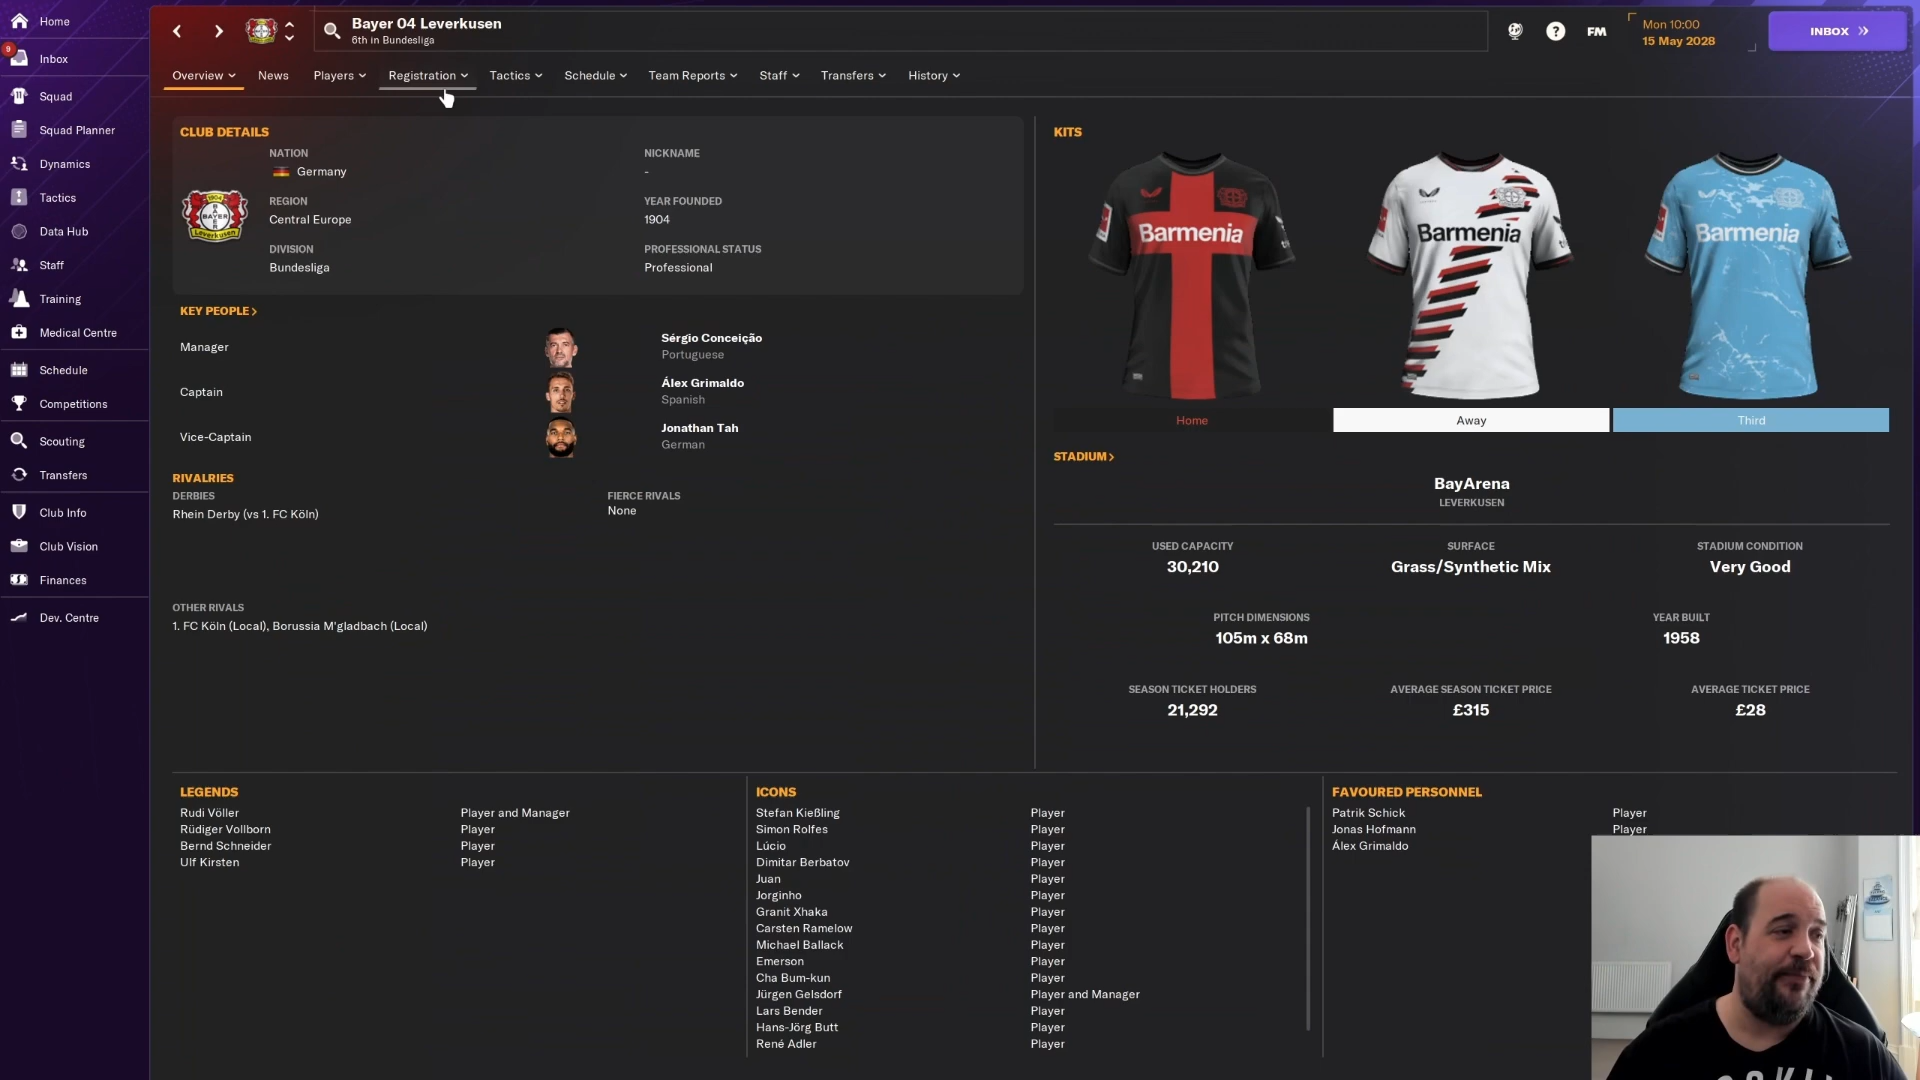 Home
9
Inbox
Squad
Squad Planner
Dynamics
Tactics
Data Hub
Staff
Training
Medical Centre
Schedule
Competitions
Scouting
Transfers
Club Info
Club Vision
Finances
Dev. Centre
Bayer 04 Leverkusen
6th in Bundesliga
FM
Mon 10:00
15 May 2028
INBOX
Overview News Players Registration Tactics Schedule Team Reports Staff Transfers History
CLUB DETAILS
NATION
Germany
NICKNAME
-
REGION
Central Europe
YEAR FOUNDED
1904
DIVISION
Bundesliga
PROFESSIONAL STATUS
Professional
1904
BAYER
Leverkusen
KEY PEOPLE >
Manager
Sérgio Conceição
Portuguese
Captain
Álex Grimaldo
Spanish
Vice-Captain
Jonathan Tah
German
RIVALRIES
DERBIES
Rhein Derby (vs 1. FC Köln)
FIERCE RIVALS
None
OTHER RIVALS
1. FC Köln (Local), Borussia M'gladbach (Local)
KITS
Barmenia
Barmenia
Barmenia
Home
Away
Third
STADIUM >
BayArena
LEVERKUSEN
USED CAPACITY
30,210
SURFACE
Grass/Synthetic Mix
STADIUM CONDITION
Very Good
PITCH DIMENSIONS
105m x 68m
YEAR BUILT
1958
SEASON TICKET HOLDERS
21,292
AVERAGE SEASON TICKET PRICE
£315
AVERAGE TICKET PRICE
£28
LEGENDS
Rudi Völler Player and Manager
Rüdiger Vollborn Player
Bernd Schneider Player
Ulf Kirsten Player
ICONS
Stefan Kießling Player
Simon Rolfes Player
Lúcio Player
Dimitar Berbatov Player
Juan Player
Jorginho Player
Granit Xhaka Player
Carsten Ramelow Player
Michael Ballack Player
Emerson Player
Cha Bum-kun Player
Jürgen Gelsdorf Player and Manager
Lars Bender Player
Hans-Jörg Butt Player
René Adler Player
FAVOURED PERSONNEL
Patrik Schick Player
Jonas Hofmann Player
Álex Grimaldo